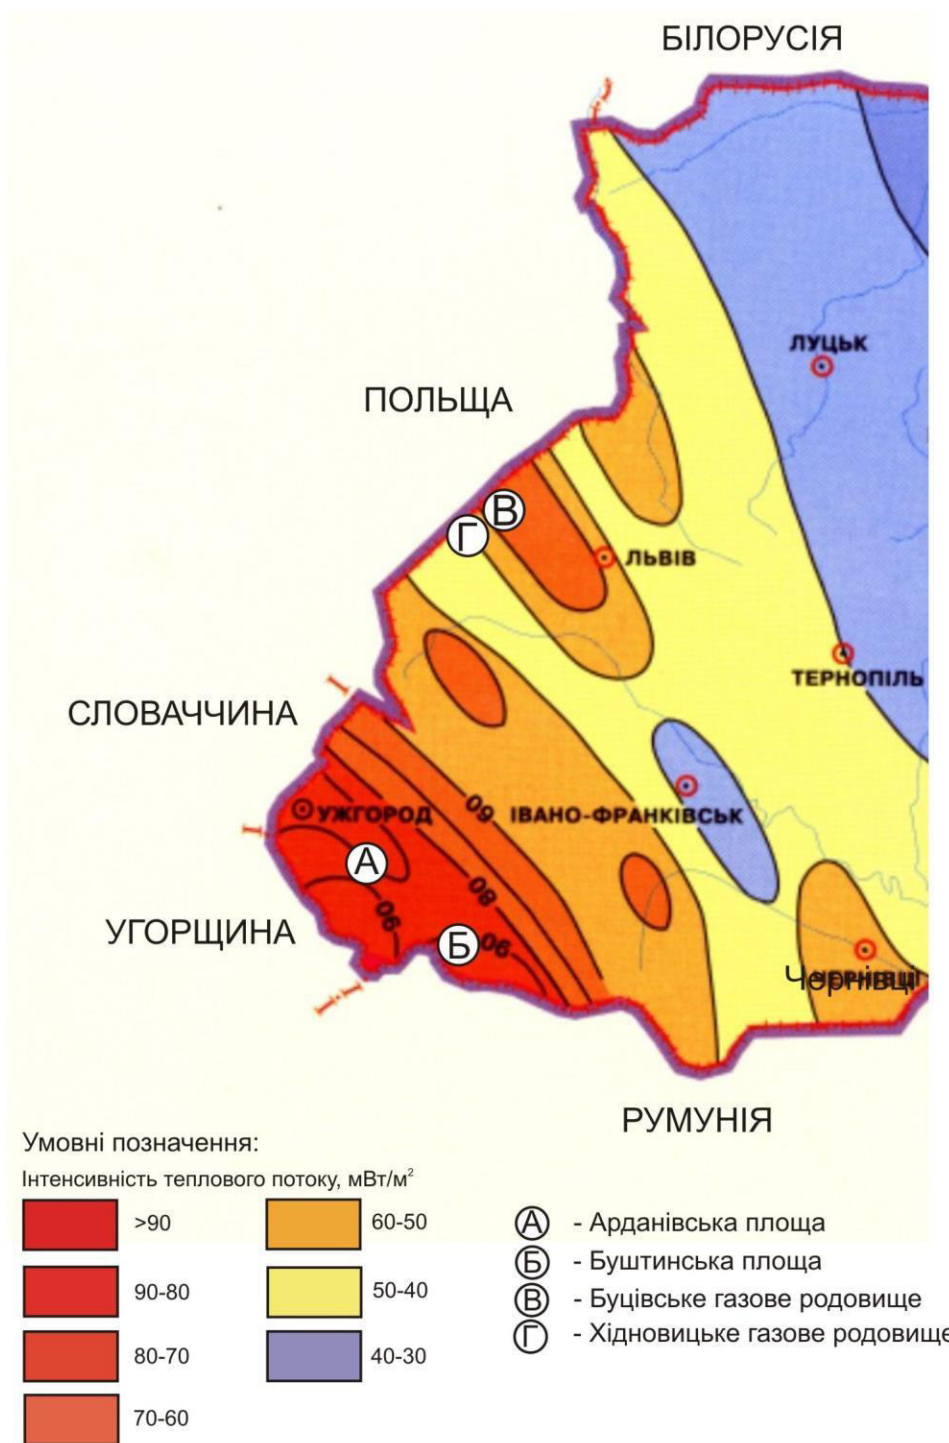 БІЛОРУСІЯ
ЛУЦЬК
ПОЛЬЩА
В
Г
ЛЬВІВ
ТЕРНОПІЛЬ
СЛОВАЧЧИНА
60
УЖГОРОД
ІВАНО-ФРАНКІВСЬК
А
80
90
УГОРЩИНА
Б
90
Чернівці
РУМУНІЯ
Умовні позначення:
Інтенсивність теплового потоку, мВт/м²
>90
60-50
А - Арданівська площа
90-80
50-40
Б - Буштинська площа
В - Буцівське газове родовище
80-70
40-30
Г - Хідновицьке газове родовище
70-60